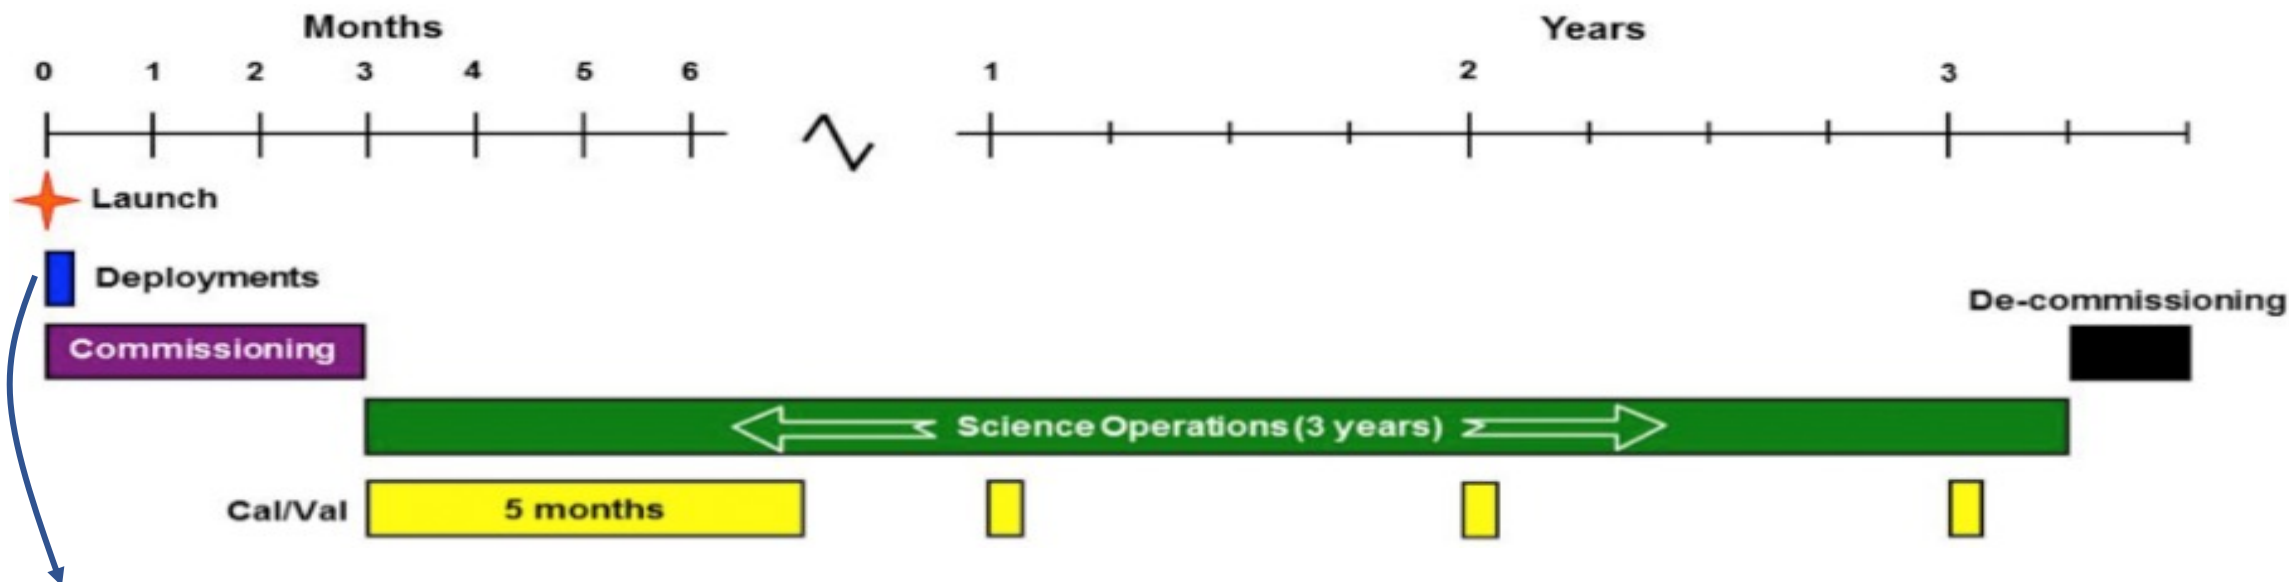 Months
Years
0 1 2 3 4 5 6 1 2 3
Launch
Deployments
De-commissioning
Commissioning
Science Operations (3 years)
Cal/Val
5 months